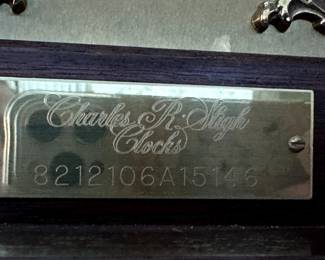 Charles R. Sligh
Clocks
8212106A15146